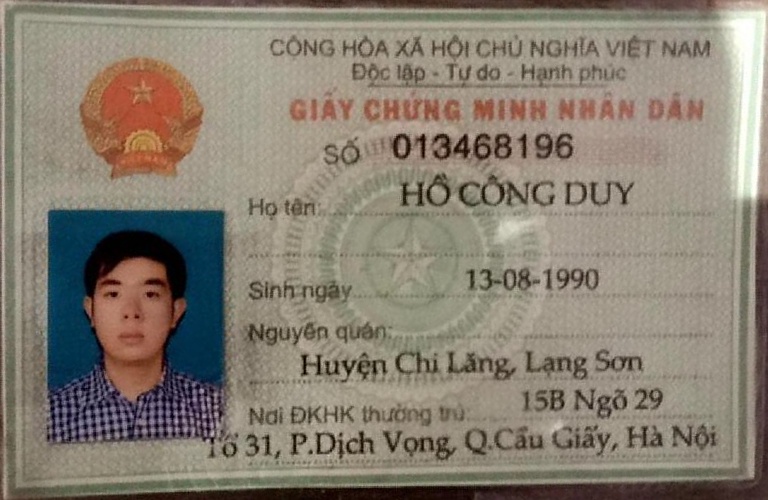 CỘNG HÒA XÃ HỘI CHỦ NGHĨA VIỆT NAM
Độc lập - Tự do - Hạnh phúc
GIẤY CHỨNG MINH NHÂN DÂN
SỐ 013468196
Họ tên: HỒ CÔNG DUY
Sinh ngày 13-08-1990
Nguyên quán:
Huyện Chi Lăng, Lạng Sơn
Nơi ĐKHK thường trú: 15B Ngõ 29
Tổ 31, P.Dịch Vọng, Q.Cầu Giấy, Hà Nội